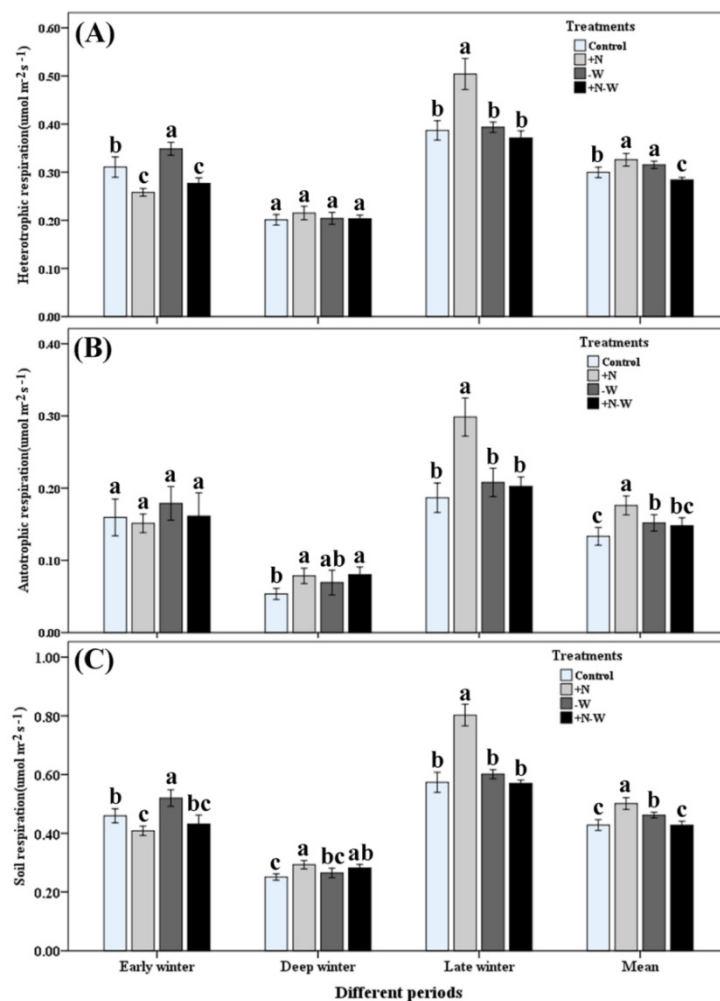 (A)
Heterotrophic respiration(umol m⁻² s⁻¹)
0.60
0.50
0.40
0.30
0.20
0.10
0.00
Treatments
Control
+N
-W
+N-W
b c a c
a a a a
b a b b
b a a c
(B)
Autotrophic respiration(umol m⁻² s⁻¹)
0.40
0.30
0.20
0.10
0.00
Treatments
Control
+N
-W
+N-W
a a a a
b a ab a
b a b b
c a b bc
(C)
Soil respiration(umol m⁻² s⁻¹)
1.00
0.80
0.60
0.40
0.20
0.00
Treatments
Control
+N
-W
+N-W
b c a bc
c a bc ab
b a b b
c a b c
Early winter Deep winter Late winter Mean
Different periods